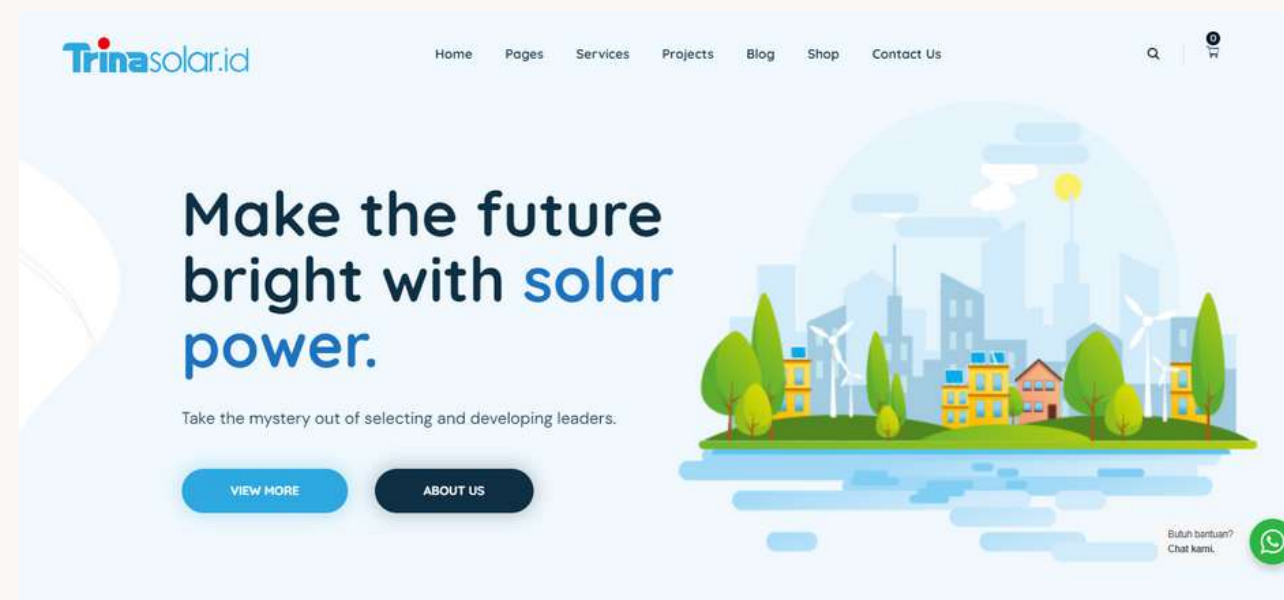 Trinasolar.id
Home Pages Services Projects Blog Shop Contact Us
0
Make the future
bright with solar
power.
Take the mystery out of selecting and developing leaders.
VIEW MORE ABOUT US
Butuh bantuan?
Chat kami.